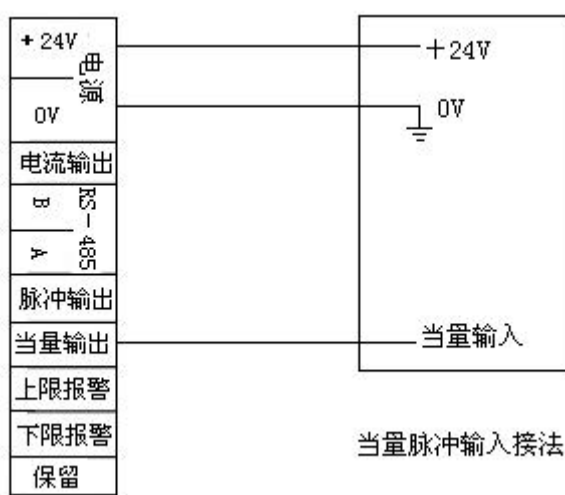 +24V
电源
0V
电流输出
B
RS-485
A
脉冲输出
当量输出
上限报警
下限报警
保留
+24V
0V
当量输入
当量脉冲输入接法